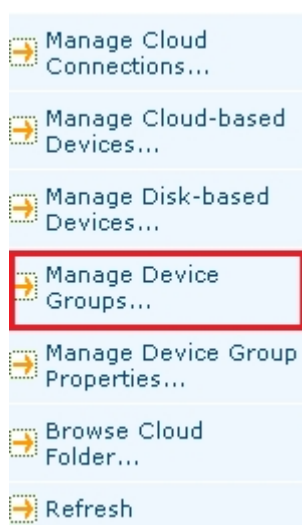 Manage Cloud
Connections...
Manage Cloud-based
Devices...
Manage Disk-based
Devices...
Manage Device
Groups...
Manage Device Group
Properties...
Browse Cloud
Folder...
Refresh